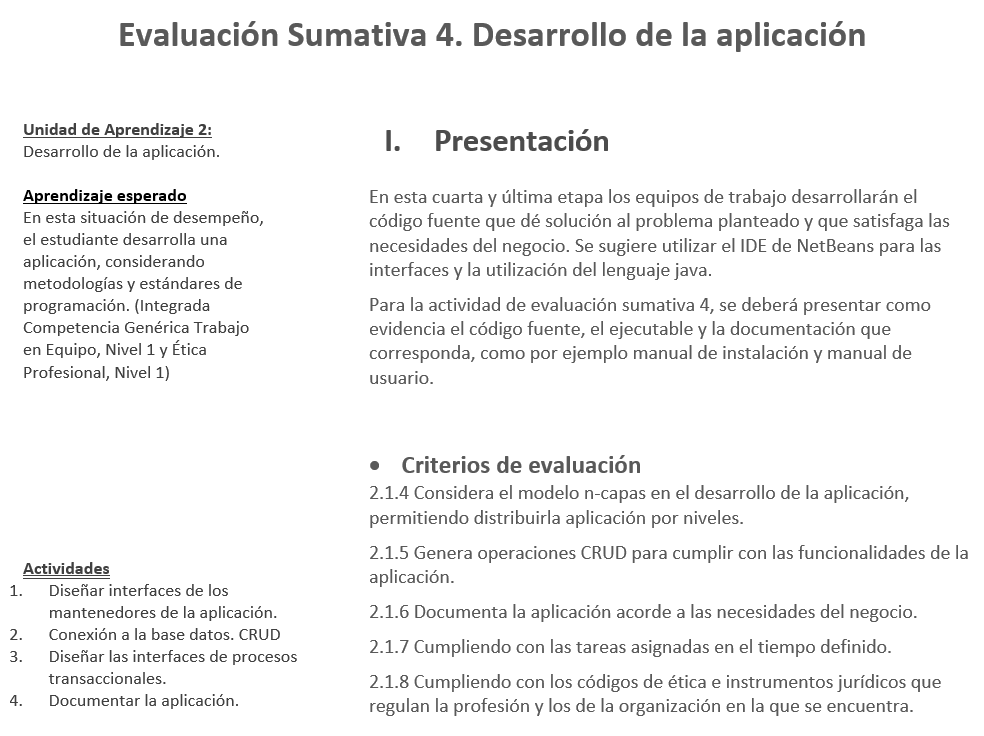 Evaluación Sumativa 4. Desarrollo de la aplicación
Unidad de Aprendizaje 2:
Desarrollo de la aplicación.
Aprendizaje esperado
En esta situación de desempeño,
el estudiante desarrolla una
aplicación, considerando
metodologías y estándares de
programación. (Integrada
Competencia Genérica Trabajo
en Equipo, Nivel 1 y Ética
Profesional, Nivel 1)
Actividades
1. Diseñar interfaces de los
mantenedores de la aplicación.
2. Conexión a la base datos. CRUD
3. Diseñar las interfaces de procesos
transaccionales.
4. Documentar la aplicación.
I. Presentación
En esta cuarta y última etapa los equipos de trabajo desarrollarán el
código fuente que dé solución al problema planteado y que satisfaga las
necesidades del negocio. Se sugiere utilizar el IDE de NetBeans para las
interfaces y la utilización del lenguaje java.
Para la actividad de evaluación sumativa 4, se deberá presentar como
evidencia el código fuente, el ejecutable y la documentación que
corresponda, como por ejemplo manual de instalación y manual de
usuario.
• Criterios de evaluación
2.1.4 Considera el modelo n-capas en el desarrollo de la aplicación,
permitiendo distribuirla aplicación por niveles.
2.1.5 Genera operaciones CRUD para cumplir con las funcionalidades de la
aplicación.
2.1.6 Documenta la aplicación acorde a las necesidades del negocio.
2.1.7 Cumpliendo con las tareas asignadas en el tiempo definido.
2.1.8 Cumpliendo con los códigos de ética e instrumentos jurídicos que
regulan la profesión y los de la organización en la que se encuentra.